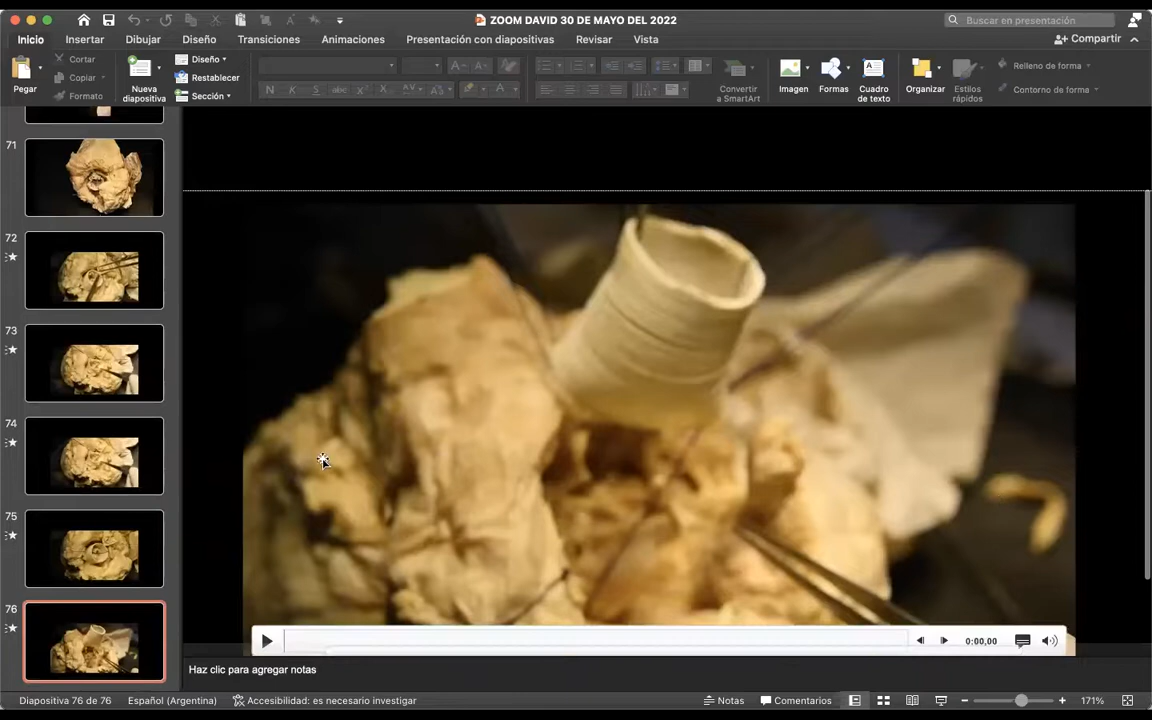 ZOOM DAVID 30 DE MAYO DEL 2022
Buscar en presentación
Inicio Insertar Dibujar Diseño Transiciones Animaciones Presentación con diapositivas Revisar Vista
Compartir
Pegar
Cortar
Copiar
Formato
Nueva diapositiva
Diseño
Restablecer
Sección
N K S abc
Convertir a SmartArt
Imagen
Formas
Cuadro de texto
Organizar
Estilos rápidos
Relleno de forma
Contorno de forma
71
72
73
74
75
76
0:00,00
Haz clic para agregar notas
Diapositiva 76 de 76 Español (Argentina) Accesibilidad: es necesario investigar Notas Comentarios 171%